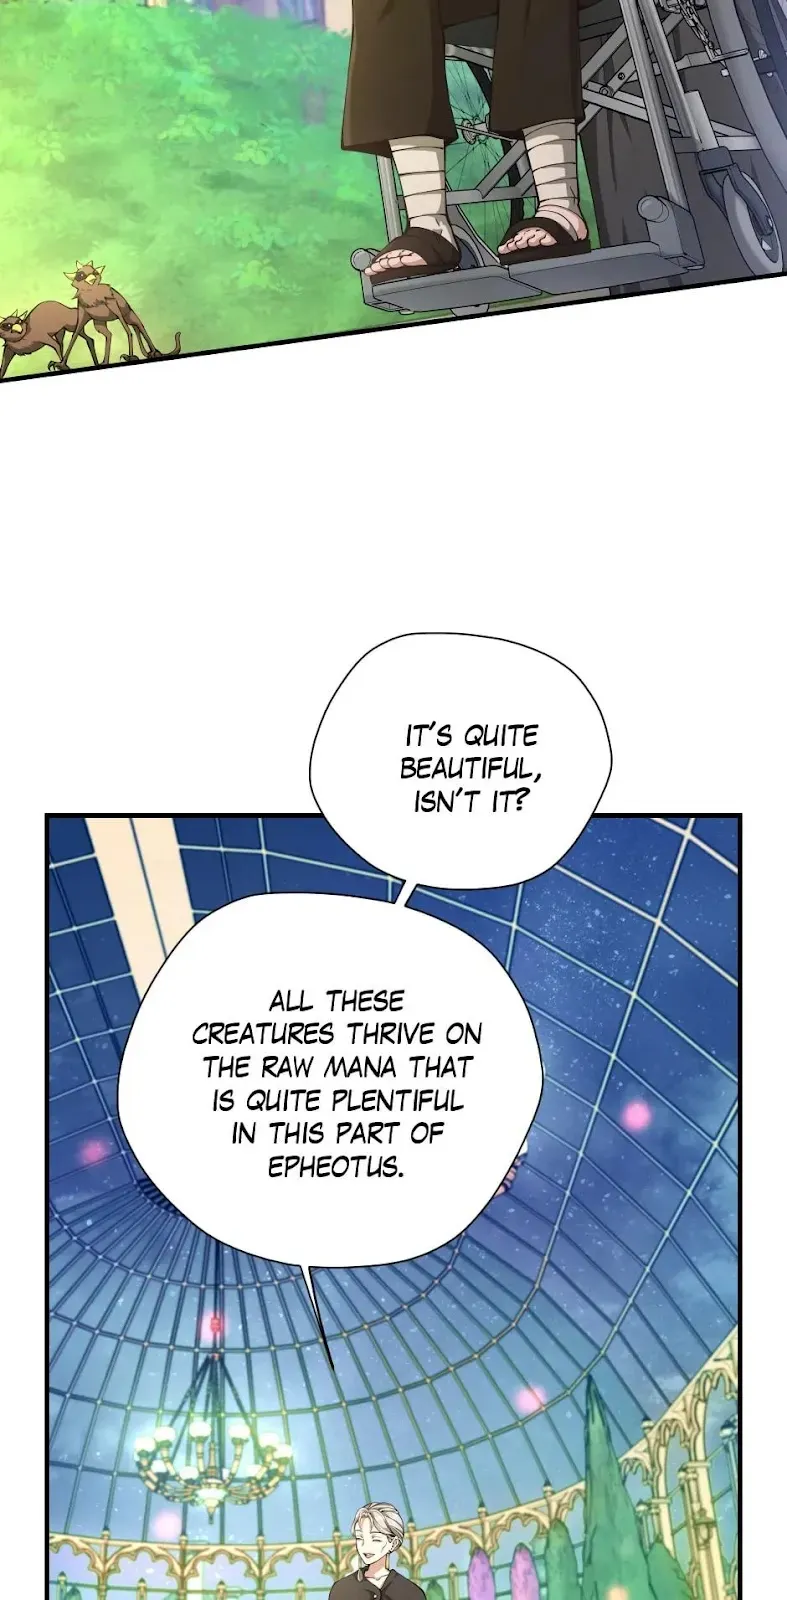 IT'S QUITE
BEAUTIFUL,
ISN'T IT?
ALL THESE
CREATURES THRIVE ON
THE RAW MANA THAT
IS QUITE PLENTIFUL
IN THIS PART OF
EPHEOTUS.